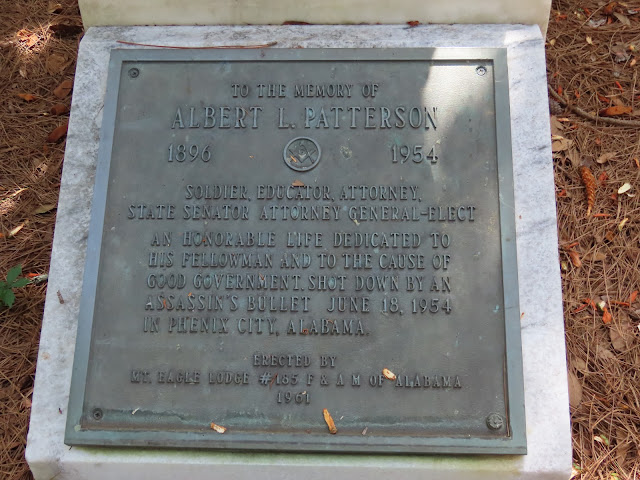 TO THE MEMORY OF
ALBERT L. PATTERSON
1896 1954
SOLDIER, EDUCATOR, ATTORNEY,
STATE SENATOR ATTORNEY GENERAL-ELECT
AN HONORABLE LIFE DEDICATED TO
HIS FELLOWMAN AND TO THE CAUSE OF
GOOD GOVERNMENT. SHOT DOWN BY AN
ASSASSIN'S BULLET JUNE 18, 1954
IN PHENIX CITY, ALABAMA.
ERECTED BY
MT. EAGLE LODGE #185 F & A M OF ALABAMA
1961